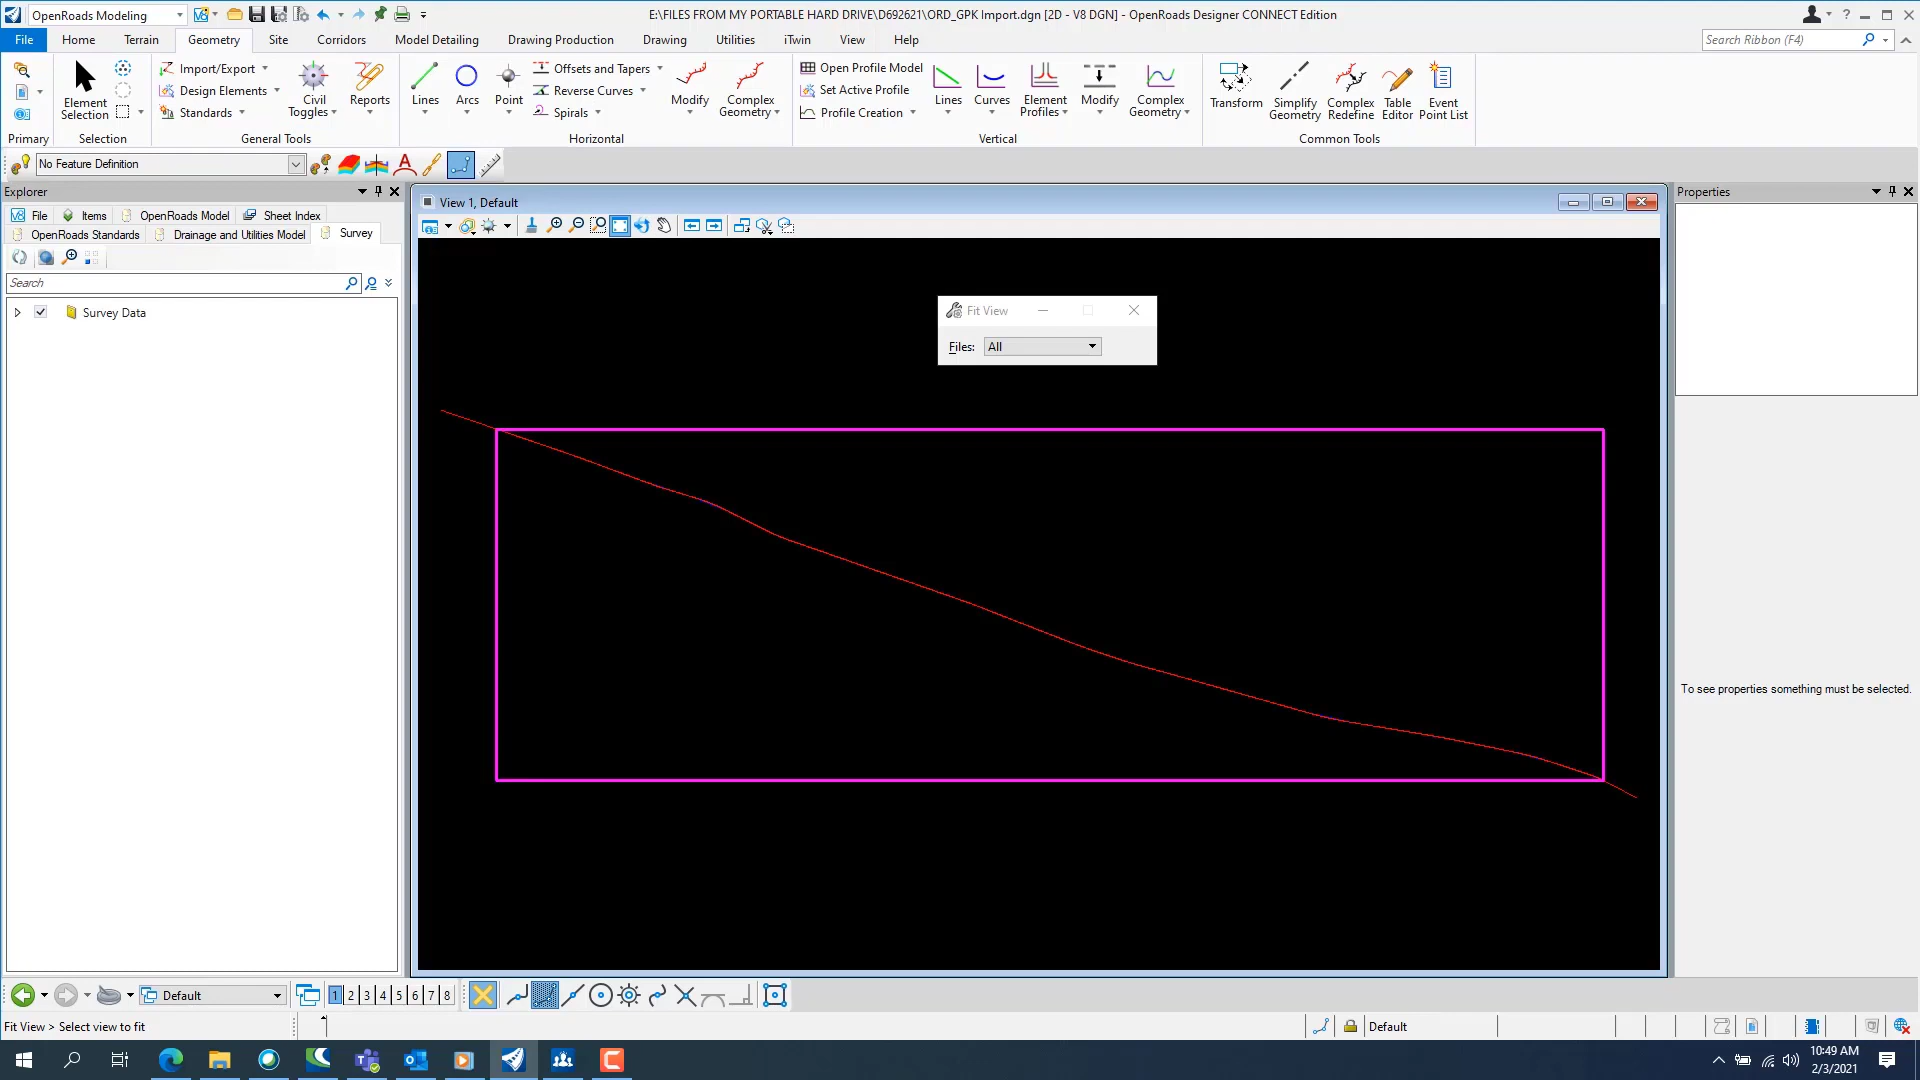 OpenRoads Modeling
E:\FILES FROM MY PORTABLE HARD DRIVE\D692621\ORD_GPK Import.dgn [2D - V8 DGN] - OpenRoads Designer CONNECT Edition
File Home Terrain Geometry Site Corridors Model Detailing Drawing Production Drawing Utilities iTwin View Help
Search Ribbon (F4)
Element Selection
Import/Export
Design Elements
Standards
Civil Toggles
Reports
Lines
Arcs
Point
Offsets and Tapers
Reverse Curves
Spirals
Modify
Complex Geometry
Open Profile Model
Set Active Profile
Profile Creation
Lines
Curves
Element Profiles
Modify
Complex Geometry
Transform
Simplify Geometry
Complex Redefine
Table Editor
Event Point List
Primary Selection General Tools Horizontal Vertical Common Tools
No Feature Definition
Explorer
File Items OpenRoads Model Sheet Index
OpenRoads Standards Drainage and Utilities Model Survey
Search
Survey Data
View 1, Default
Fit View
Files: All
Properties
To see properties something must be selected.
Default
1 2 3 4 5 6 7 8
Fit View > Select view to fit
Default
10:49 AM
2/3/2021